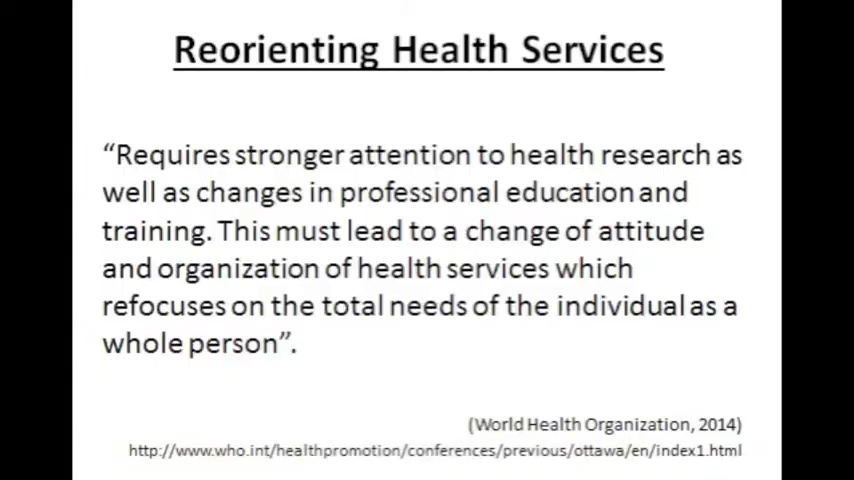 Reorienting Health Services
“Requires stronger attention to health research as
well as changes in professional education and
training. This must lead to a change of attitude
and organization of health services which
refocuses on the total needs of the individual as a
whole person”.
(World Health Organization, 2014)
http://www.who.int/healthpromotion/conferences/previous/ottawa/en/index1.html